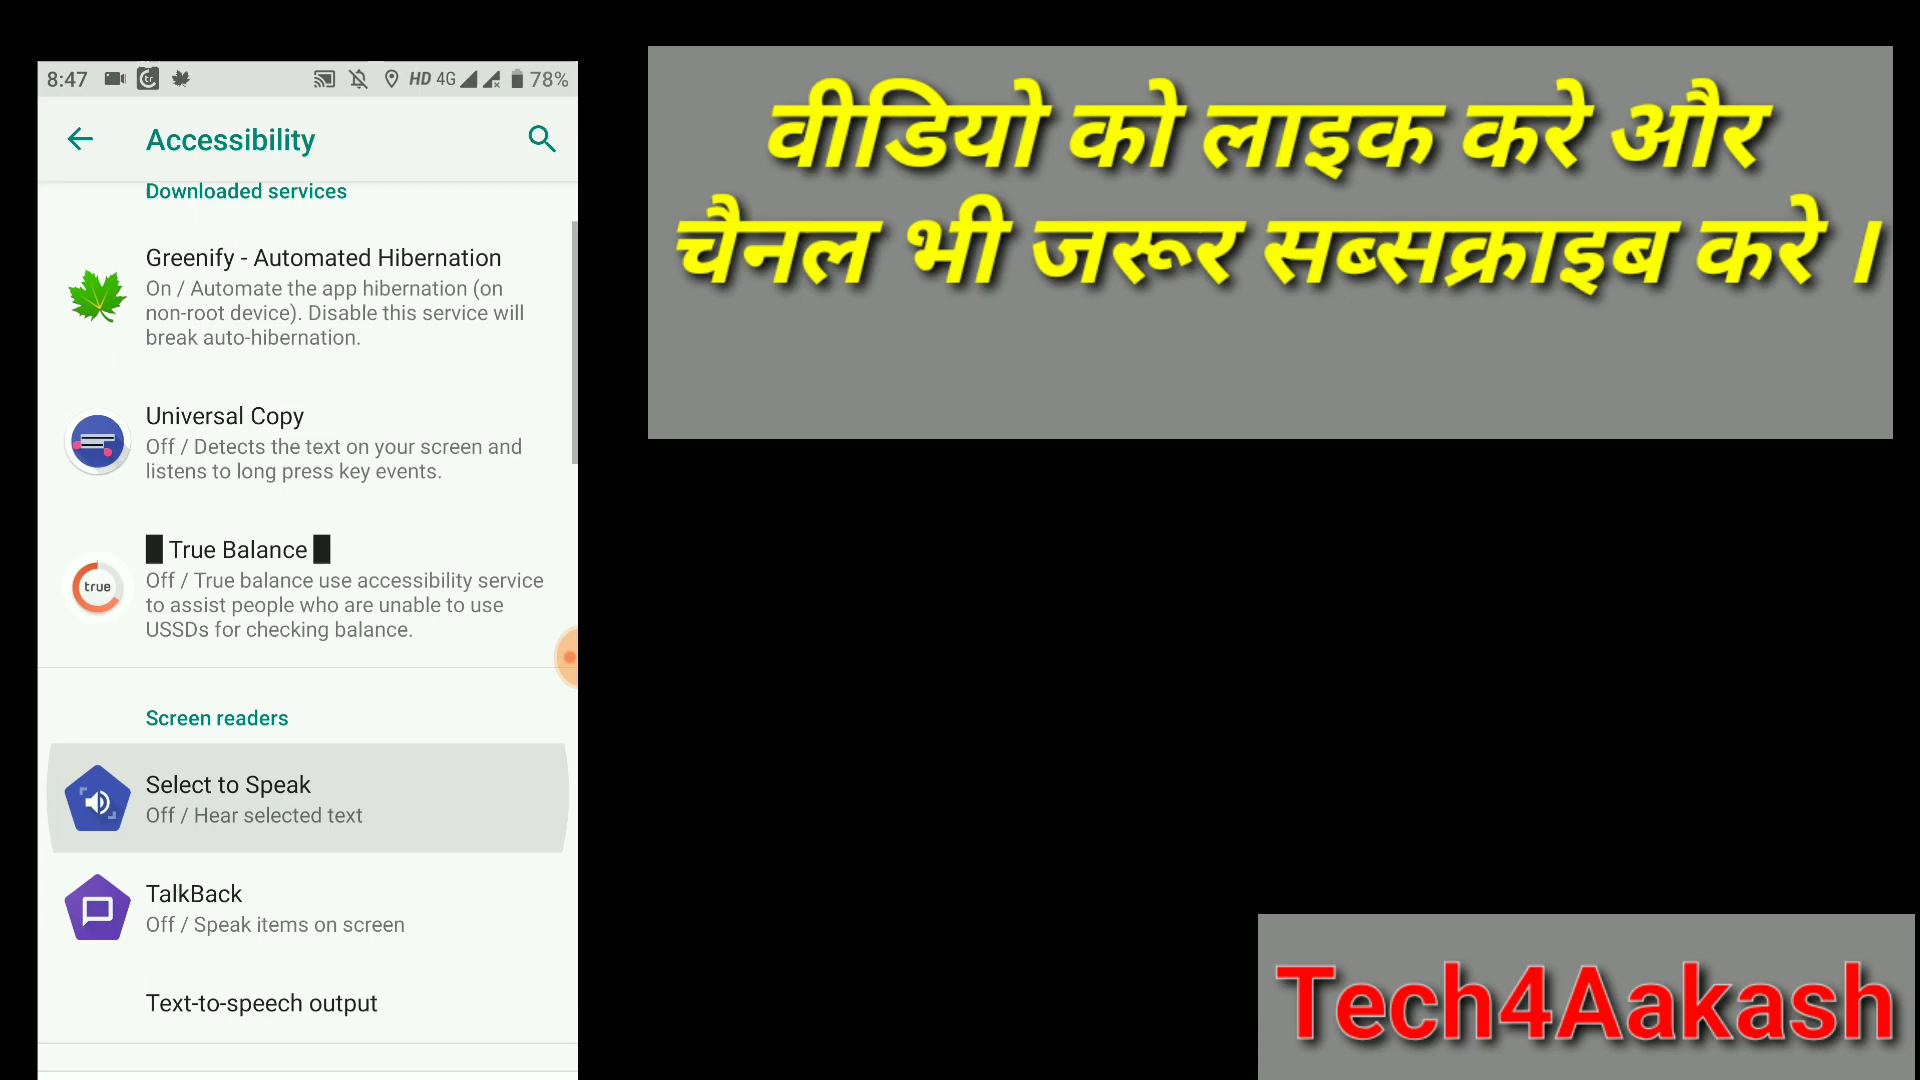 8:47 HD 4G 78%
Accessibility
Downloaded services
Greenify - Automated Hibernation
On / Automate the app hibernation (on
non-root device). Disable this service will
break auto-hibernation.
Universal Copy
Off / Detects the text on your screen and
listens to long press key events.
█ True Balance █
true
Off / True balance use accessibility service
to assist people who are unable to use
USSDs for checking balance.
Screen readers
Select to Speak
Off / Hear selected text
TalkBack
Off / Speak items on screen
Text-to-speech output
वीडियो को लाइक करे और
चैनल भी जरूर सब्सक्राइब करे ।
Tech4Aakash